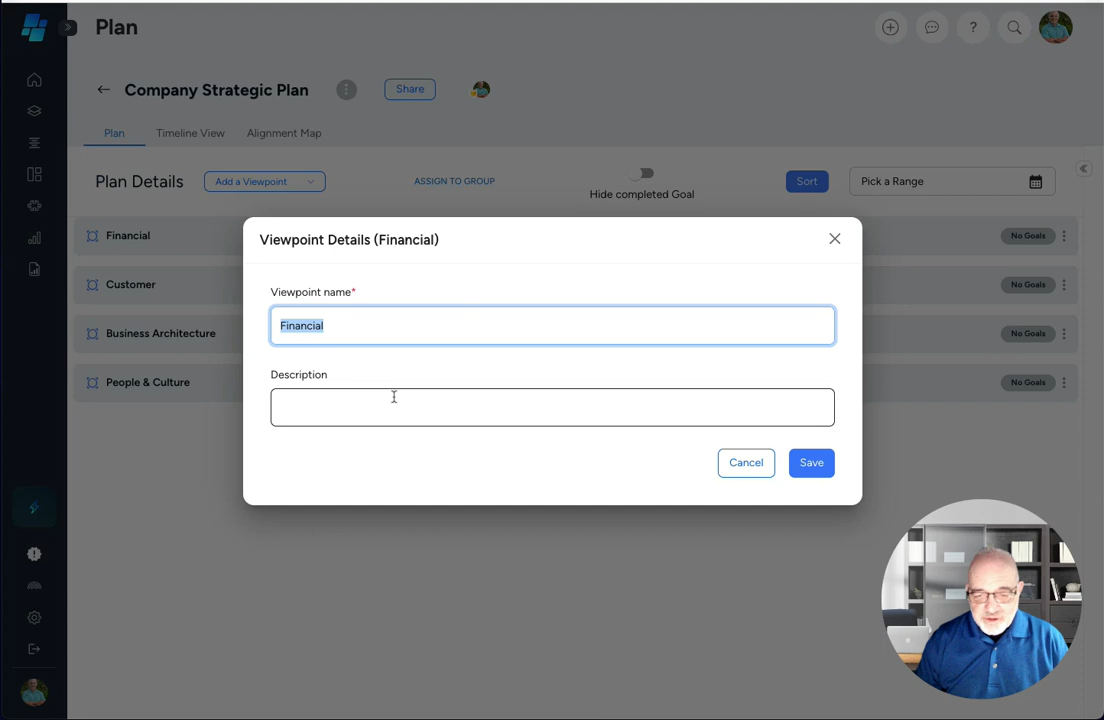 Plan
?
Company Strategic Plan
Share
Plan
Timeline View
Alignment Map
Plan Details
Add a Viewpoint
ASSIGN TO GROUP
Hide completed Goal
Sort
Pick a Range
Financial
No Goals
Customer
No Goals
Business Architecture
No Goals
People & Culture
No Goals
Viewpoint Details (Financial)
Viewpoint name*
Financial
Description
Cancel
Save